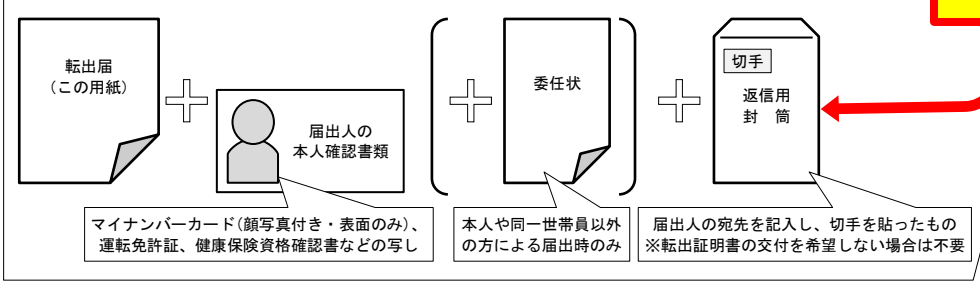 転出届
（この用紙）
届出人の
本人確認書類
委任状
切手
返信用
封　筒
マイナンバーカード(顔写真付き・表面のみ)、
運転免許証、健康保険資格確認書などの写し
本人や同一世帯員以外
の方による届出時のみ
届出人の宛先を記入し、切手を貼ったもの
※転出証明書の交付を希望しない場合は不要